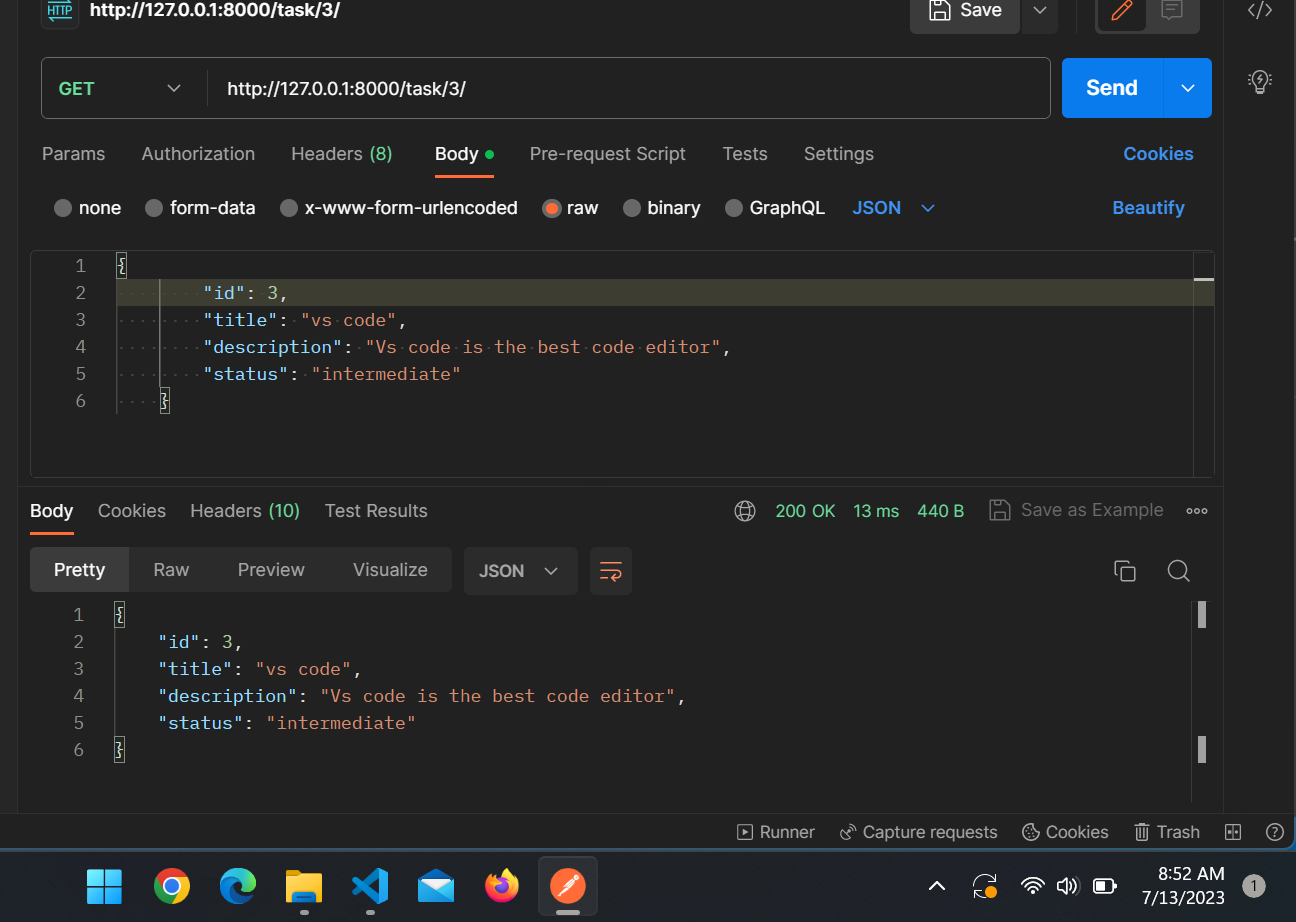 HTTP http://127.0.0.1:8000/task/3/ Save
GET http://127.0.0.1:8000/task/3/ Send
Params Authorization Headers (8) Body Pre-request Script Tests Settings Cookies
none form-data x-www-form-urlencoded raw binary GraphQL JSON Beautify
1 {
2 "id": 3,
3 "title": "vs code",
4 "description": "Vs code is the best code editor",
5 "status": "intermediate"
6 }
Body Cookies Headers (10) Test Results 200 OK 13 ms 440 B Save as Example
Pretty Raw Preview Visualize JSON
1 {
2 "id": 3,
3 "title": "vs code",
4 "description": "Vs code is the best code editor",
5 "status": "intermediate"
6 }
Runner Capture requests Cookies Trash
8:52 AM
7/13/2023 1